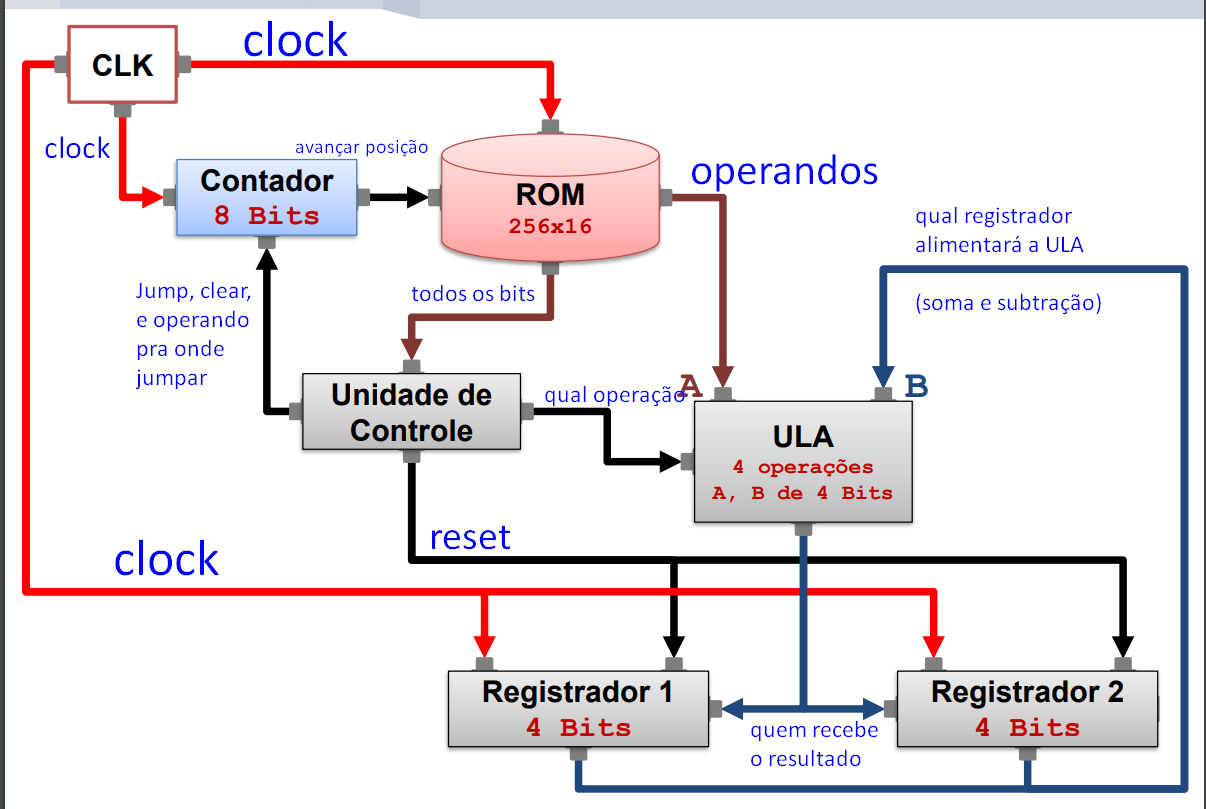 clock
CLK
clock
avançar posição
Contador
8 Bits
ROM
256x16
operandos
qual registrador
alimentará a ULA
(soma e subtração)
Jump, clear,
e operando
pra onde
jumpar
todos os bits
Unidade de
Controle
qual operação
A
B
ULA
4 operações
A, B de 4 Bits
reset
clock
Registrador 1
4 Bits
quem recebe
o resultado
Registrador 2
4 Bits